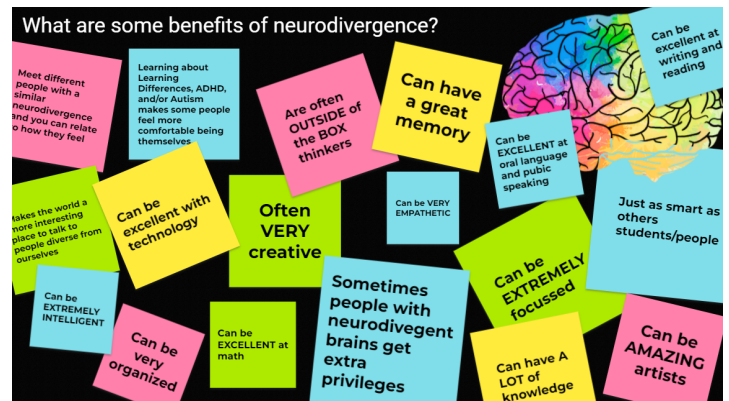 What are some benefits of neurodivergence?
Meet different
people with a
similar
neurodivergence
and you can relate
to how they feel
Learning about
Learning
Differences, ADHD,
and/or Autism
makes some people
feel more
comfortable being
themselves
Are often
OUTSIDE of
the BOX
thinkers
Can have
a great
memory
Can be
excellent at
writing and
reading
Can be
EXCELLENT at
oral language
and pubic
speaking
Makes the world a
more interesting
place to talk to
people diverse from
ourselves
Can be
excellent with
technology
Often
VERY
creative
Can be VERY
EMPATHETIC
Just as smart as
others
students/people
Can be
EXTREMELY
focussed
Can be
EXTREMELY
INTELLIGENT
Can be
very
organized
Can be
EXCELLENT at
math
Sometimes
people with
neurodivegent
brains get
extra
privileges
Can have A
LOT of
knowledge
Can be
AMAZING
artists